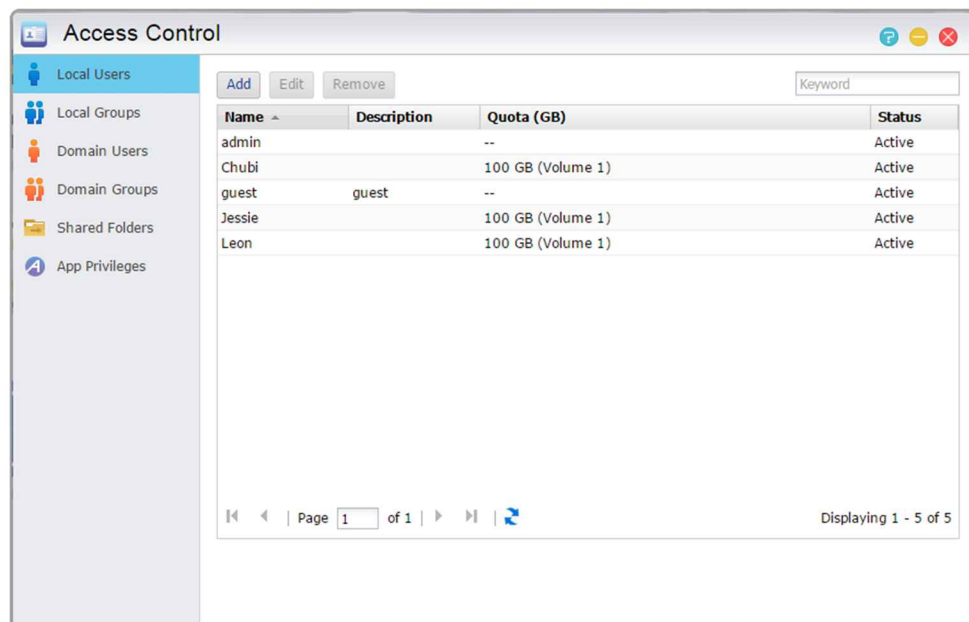 Access Control
Local Users
Local Groups
Domain Users
Domain Groups
Shared Folders
App Privileges
Add Edit Remove Keyword
Name Description Quota (GB) Status
admin -- Active
Chubi 100 GB (Volume 1) Active
guest guest -- Active
Jessie 100 GB (Volume 1) Active
Leon 100 GB (Volume 1) Active
Page 1 of 1 Displaying 1 - 5 of 5